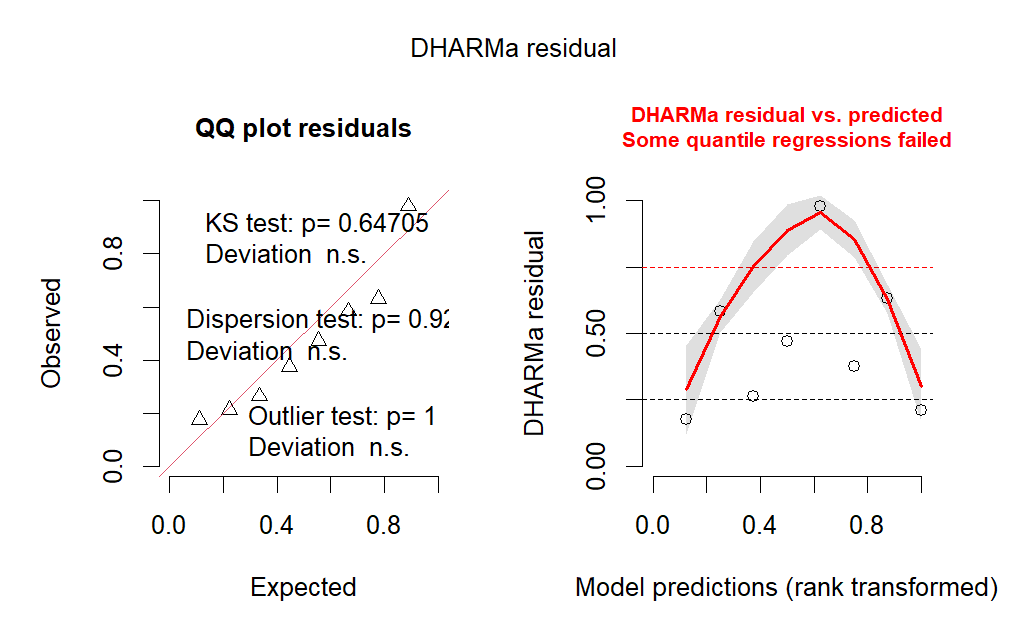 DHARMa residual
QQ plot residuals
KS test: p= 0.64705
Deviation  n.s.
Dispersion test: p= 0.92
Deviation  n.s.
Outlier test: p= 1
Deviation  n.s.
Observed
0.0 0.4 0.8
0.0 0.4 0.8
Expected
DHARMa residual vs. predicted
Some quantile regressions failed
DHARMa residual
0.00 0.50 1.00
0.0 0.4 0.8
Model predictions (rank transformed)